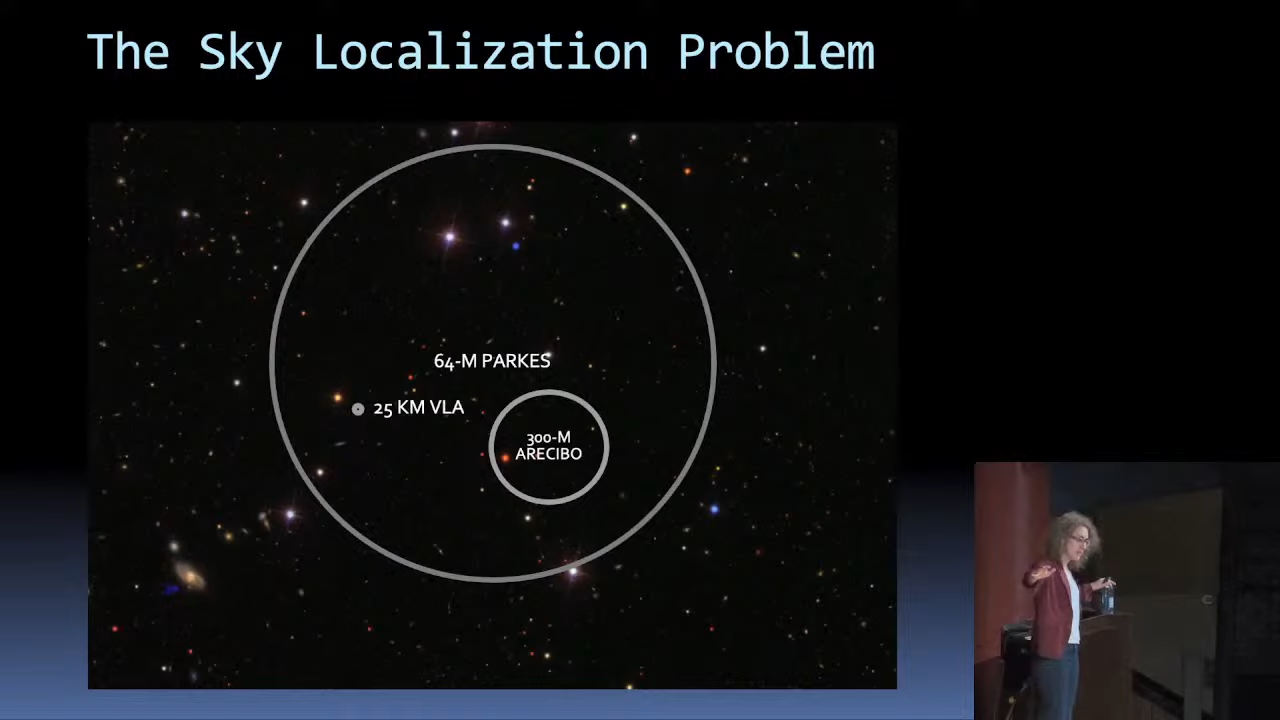 The Sky Localization Problem
64-M PARKES
25 KM VLA
300-M
ARECIBO